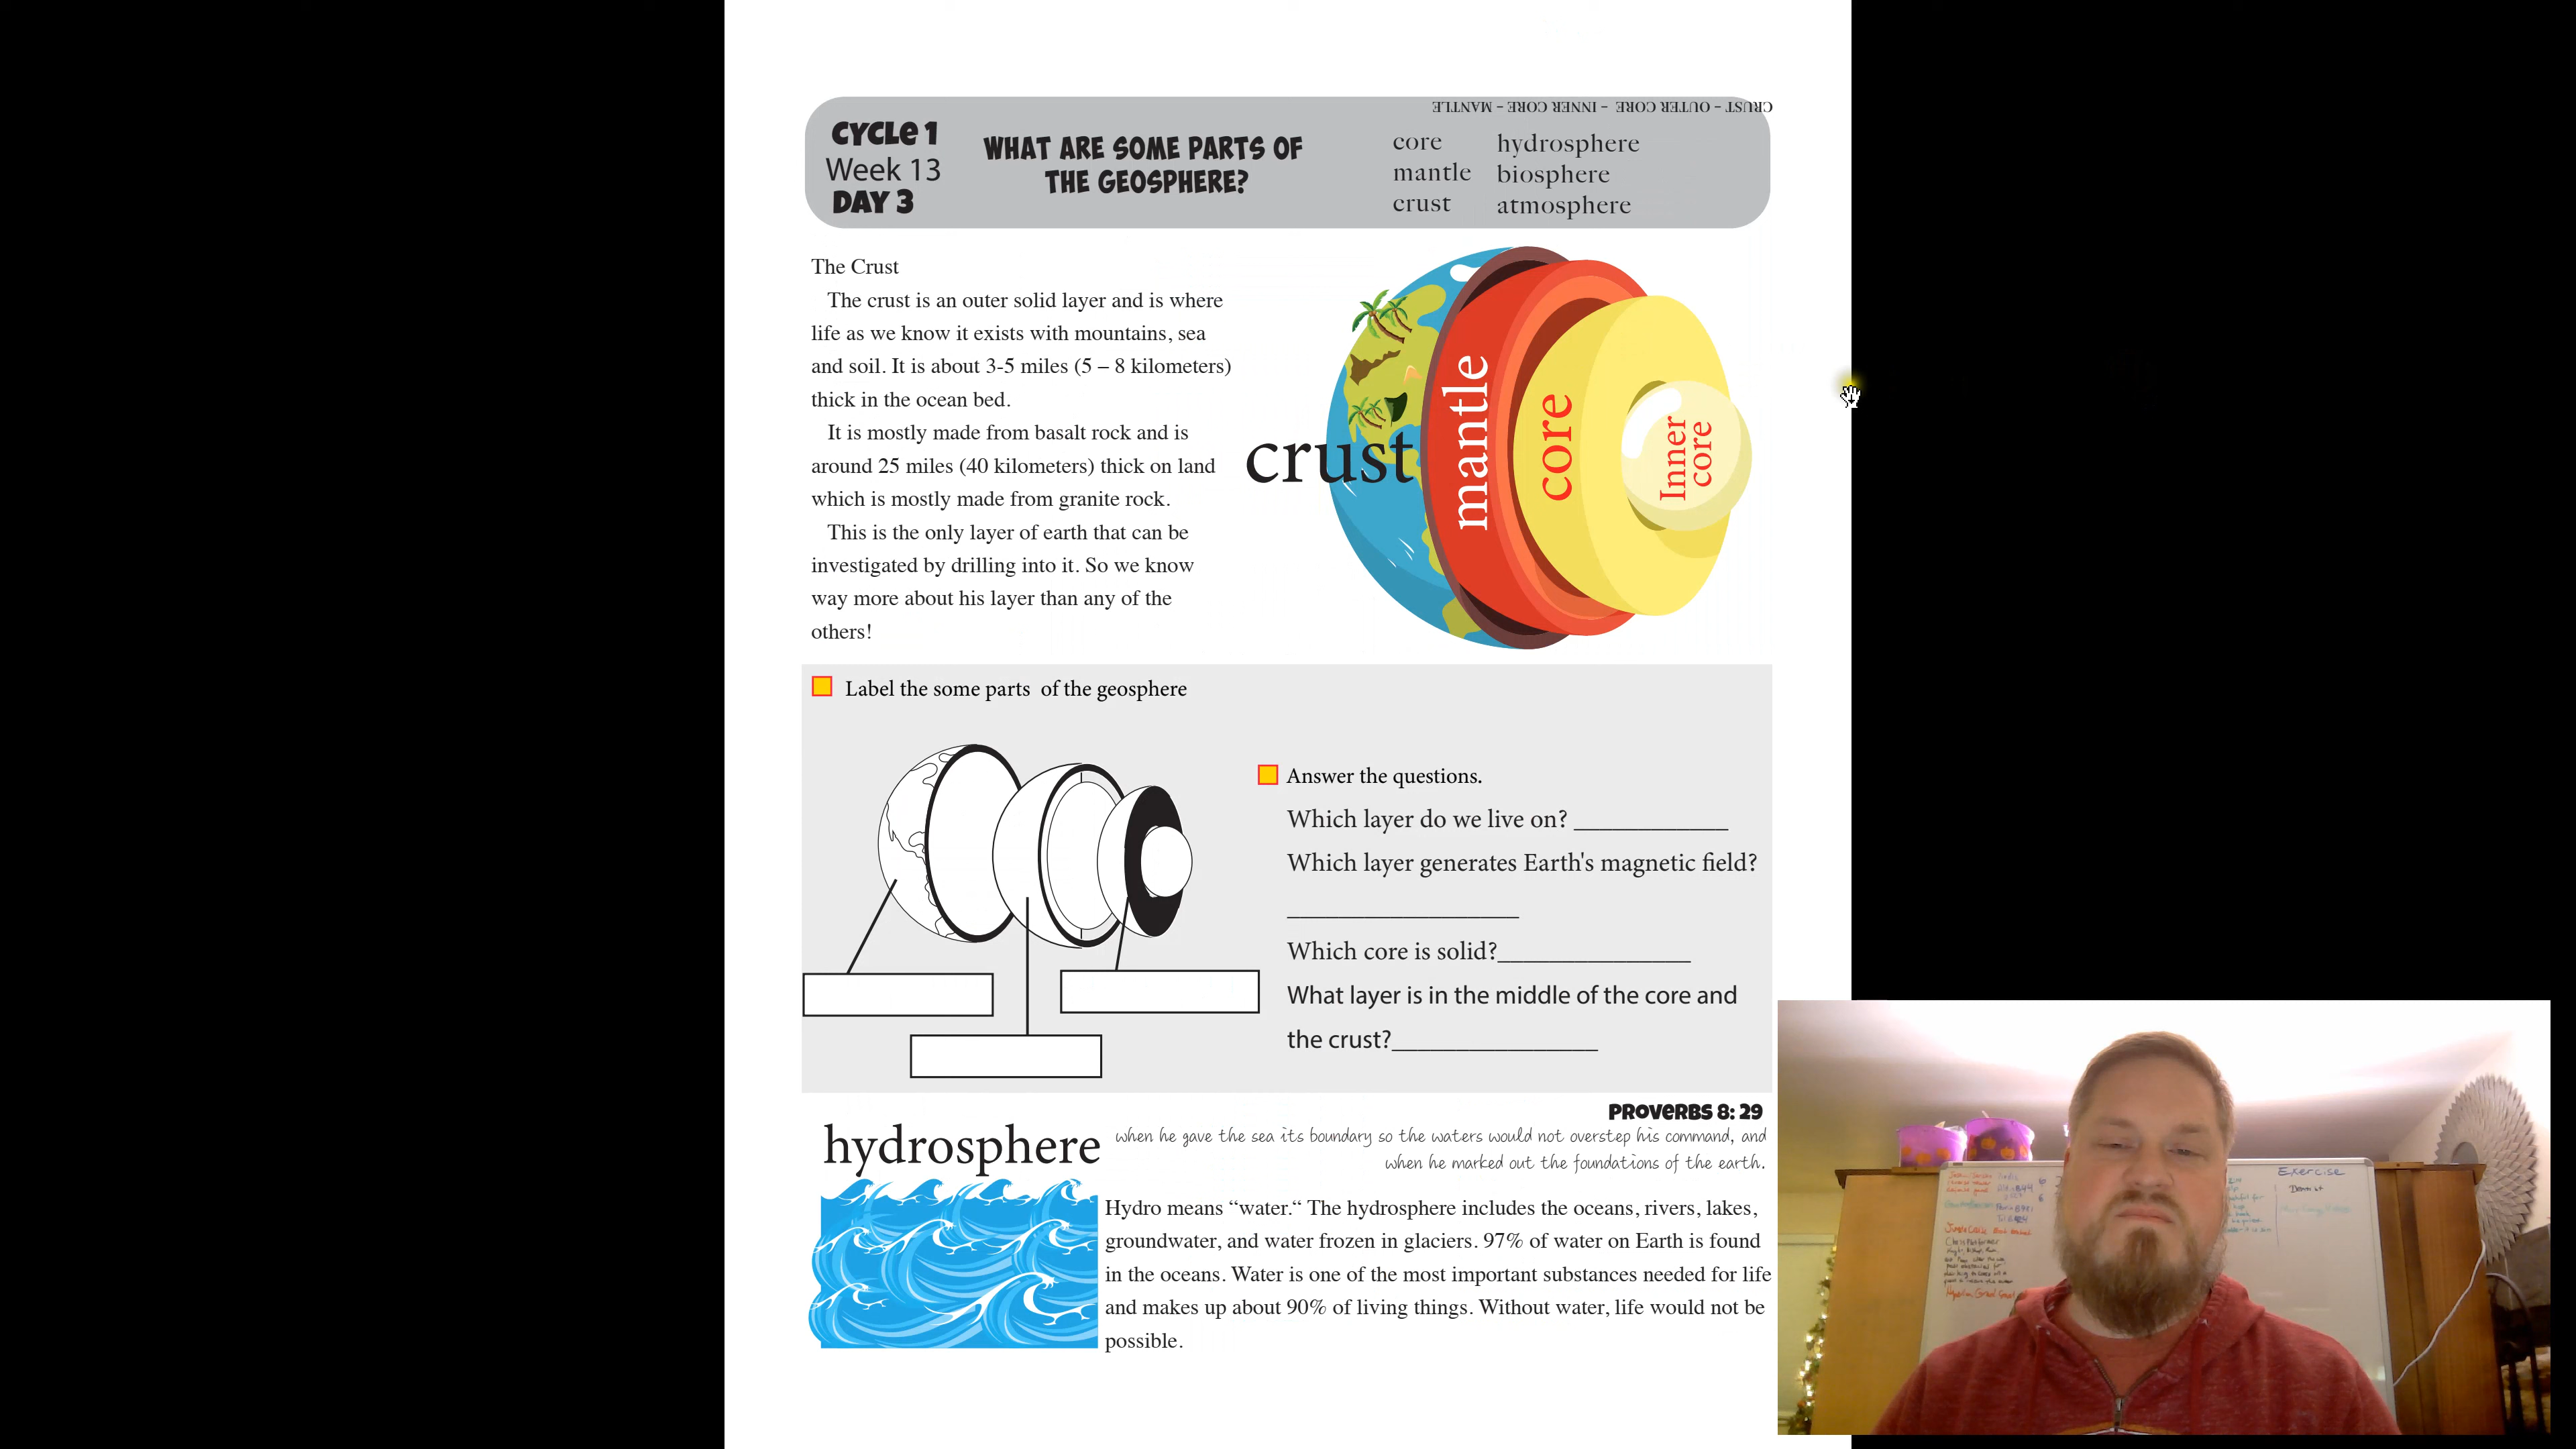 CRUST - OUTER CORE - INNER CORE - MANTLE
CYCLE 1
Week 13
DAY 3
WHAT ARE SOME PARTS OF
THE GEOSPHERE?
core
mantle
crust
hydrosphere
biosphere
atmosphere
The Crust
The crust is an outer solid layer and is where
life as we know it exists with mountains, sea
and soil. It is about 3-5 miles (5 – 8 kilometers)
thick in the ocean bed.
It is mostly made from basalt rock and is
around 25 miles (40 kilometers) thick on land
which is mostly made from granite rock.
This is the only layer of earth that can be
investigated by drilling into it. So we know
way more about his layer than any of the
others!
crust
mantle
core
Inner
core
Label the some parts of the geosphere
Answer the questions.
Which layer do we live on? ____________
Which layer generates Earth's magnetic field?
__________________
Which core is solid?_______________
What layer is in the middle of the core and
the crust?________________
PROVERBS 8: 29
when he gave the sea its boundary so the waters would not overstep his command, and
when he marked out the foundations of the earth.
hydrosphere
Hydro means “water.“ The hydrosphere includes the oceans, rivers, lakes,
groundwater, and water frozen in glaciers. 97% of water on Earth is found
in the oceans. Water is one of the most important substances needed for life
and makes up about 90% of living things. Without water, life would not be
possible.
Exercise